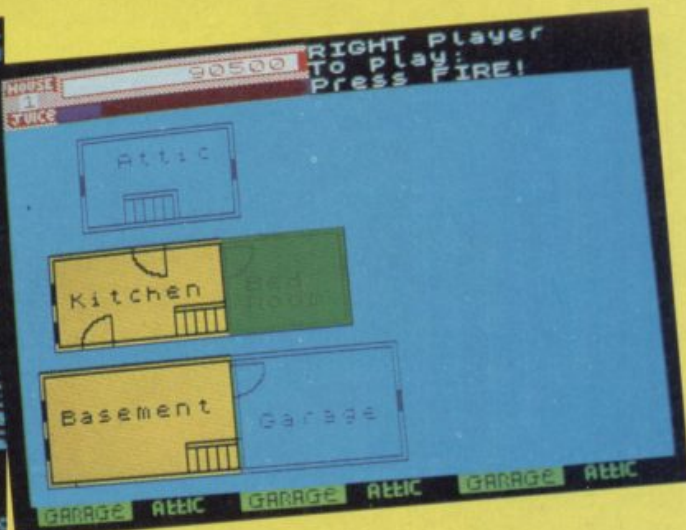 HOUSE
90500
1
JUICE
RIGHT Player
To Play:
Press FIRE!
Attic
Kitchen
Bed
Room
Basement
Garage
GARAGE ATTIC GARAGE ATTIC GARAGE ATTIC